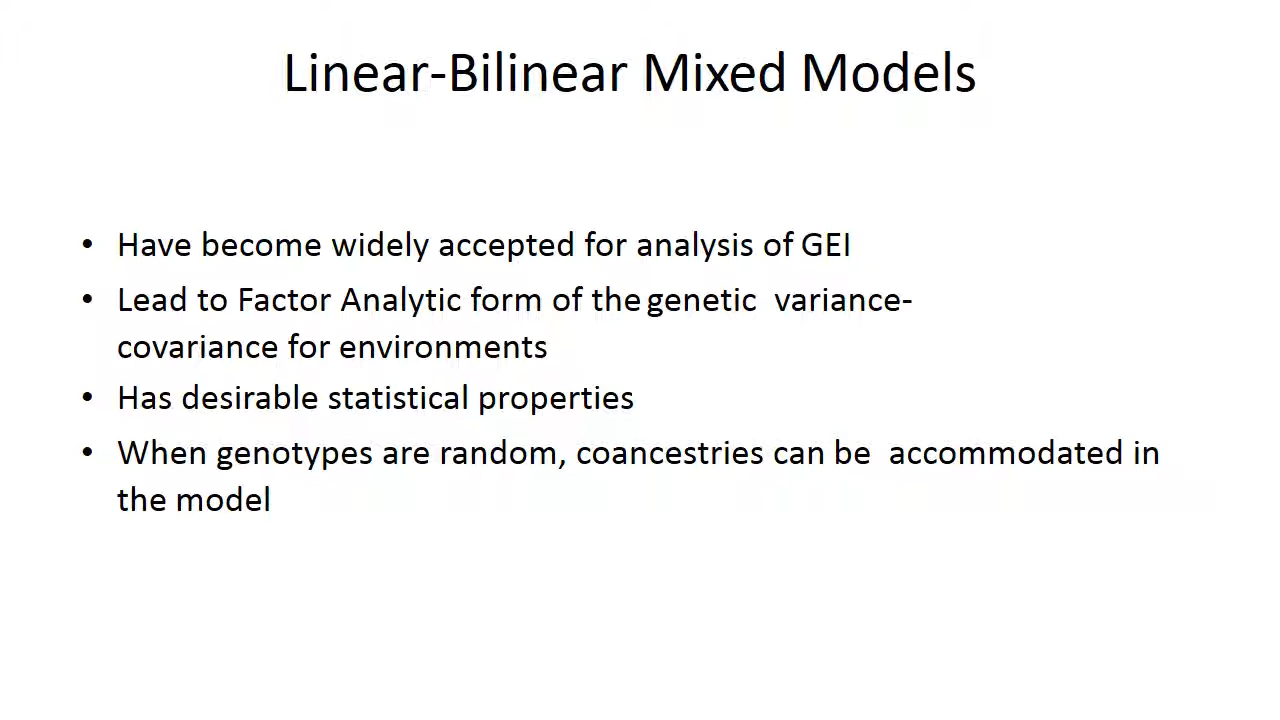 Linear-Bilinear Mixed Models
• Have become widely accepted for analysis of GEI
• Lead to Factor Analytic form of the genetic variance-
covariance for environments
• Has desirable statistical properties
• When genotypes are random, coancestries can be accommodated in
the model